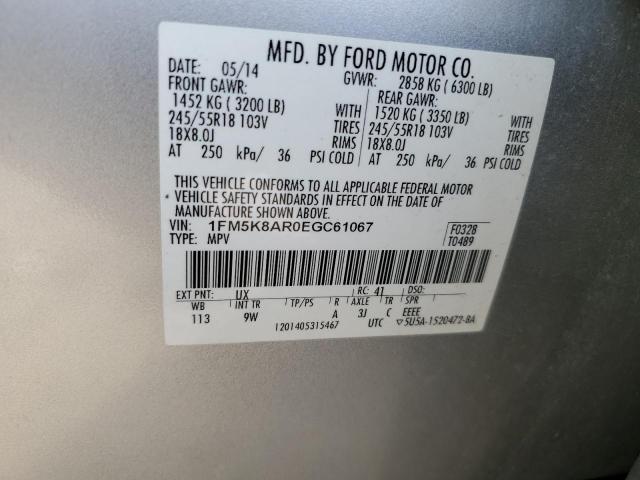 MFD. BY FORD MOTOR CO.
DATE: 05/14 GVWR: 2858 KG ( 6300 LB)
FRONT GAWR: REAR GAWR:
1452 KG ( 3200 LB) WITH 1520 KG ( 3350 LB) WITH
245/55R18 103V TIRES 245/55R18 103V TIRES
18X8.0J RIMS 18X8.0J RIMS
AT 250 kPa/ 36 PSI COLD AT 250 kPa/ 36 PSI COLD
THIS VEHICLE CONFORMS TO ALL APPLICABLE FEDERAL MOTOR
VEHICLE SAFETY STANDARDS IN EFFECT ON THE DATE OF
MANUFACTURE SHOWN ABOVE.
VIN: 1FM5K8AR0EGC61067 F0328
TYPE: MPV T0489
EXT PNT: UX RC: 41 DSO:
WB INT TR TP/PS R AXLE TR SPR
113 9W A 3J C EEEE
1201405315467 UTC ▽5U5A-1520472-BA